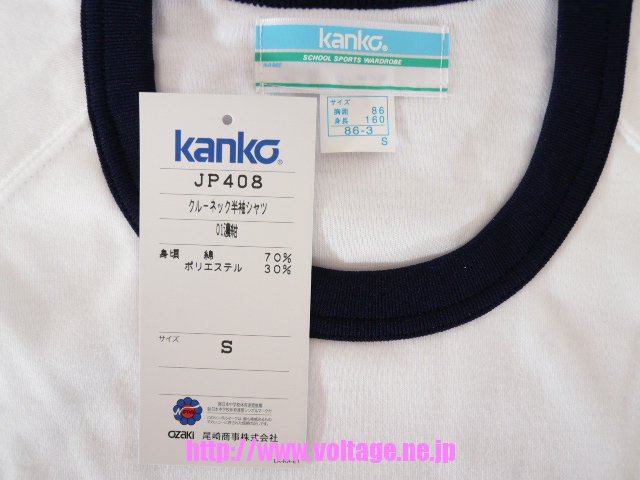 kanko®
SCHOOL SPORTS WARDROBE
NAME
サイズ
胸囲 86
身長 160
86-3
S
kanko®
JP408
クルーネック半袖シャツ
01濃紺
身頃 綿 70%
ポリエステル 30%
サイズ
S
OZAKI 尾崎商事株式会社
http://www.voltage.ne.jp